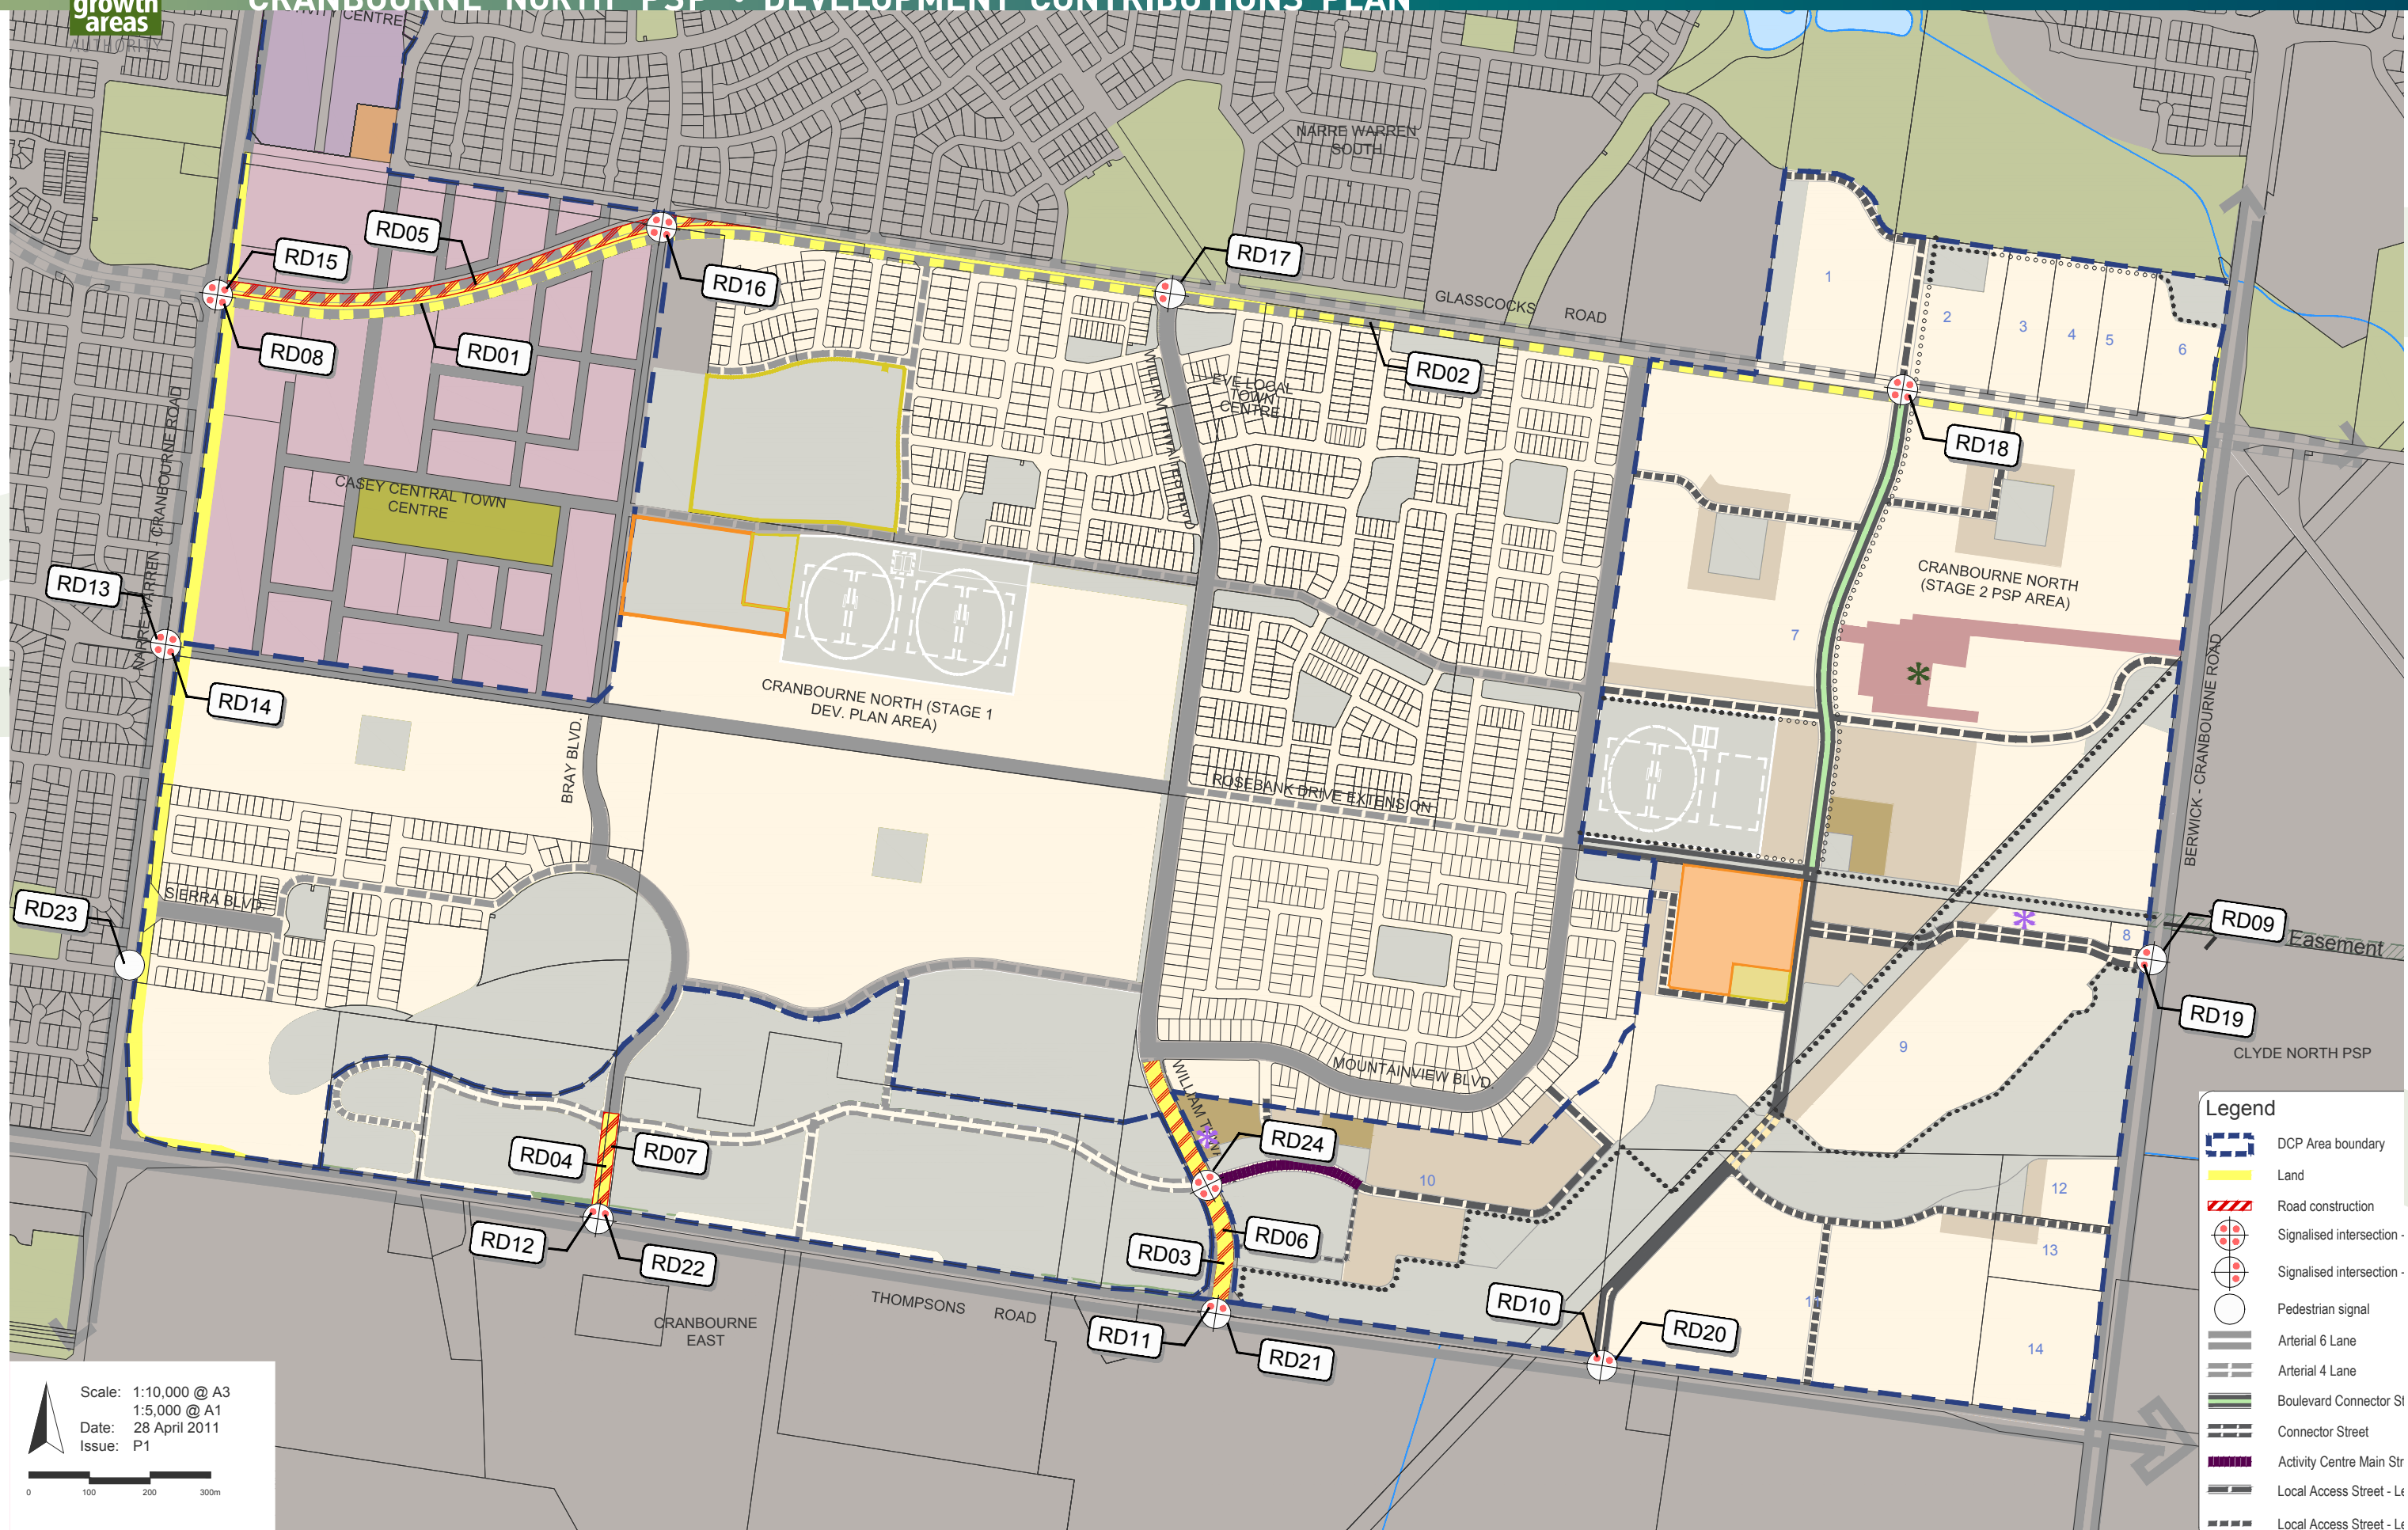 growth
areas
AUTHORITY
CRANBOURNE NORTH PSP • DEVELOPMENT CONTRIBUTIONS PLAN
CENTRE
NARRE WARREN
SOUTH
RD05
RD15
RD16
RD17
RD08
RD01
RD02
GLASSCOCKS ROAD
1
2
3
4
5
6
EVE LOCAL
TOWN
CENTRE
RD18
NARRE WARREN - CRANBOURNE ROAD
CASEY CENTRAL TOWN
CENTRE
RD13
RD14
CRANBOURNE NORTH
(STAGE 2 PSP AREA)
7
CRANBOURNE NORTH (STAGE 1
DEV. PLAN AREA)
BRAY BLVD.
ROSEBANK DRIVE EXTENSION
BERWICK - CRANBOURNE ROAD
SIERRA BLVD.
RD23
8
RD09
Easement
RD19
9
CLYDE NORTH PSP
MOUNTAINVIEW BLVD.
RD04
RD07
RD24
10
12
13
RD12
RD22
RD03
RD06
11
14
THOMPSONS ROAD
CRANBOURNE
EAST
RD11
RD21
RD10
RD20
Scale: 1:10,000 @ A3
1:5,000 @ A1
Date: 28 April 2011
Issue: P1
0 100 200 300m
Legend
DCP Area boundary
Land
Road construction
Signalised intersection -
Signalised intersection -
Pedestrian signal
Arterial 6 Lane
Arterial 4 Lane
Boulevard Connector St
Connector Street
Activity Centre Main Str
Local Access Street - Le
Local Access Street - Le